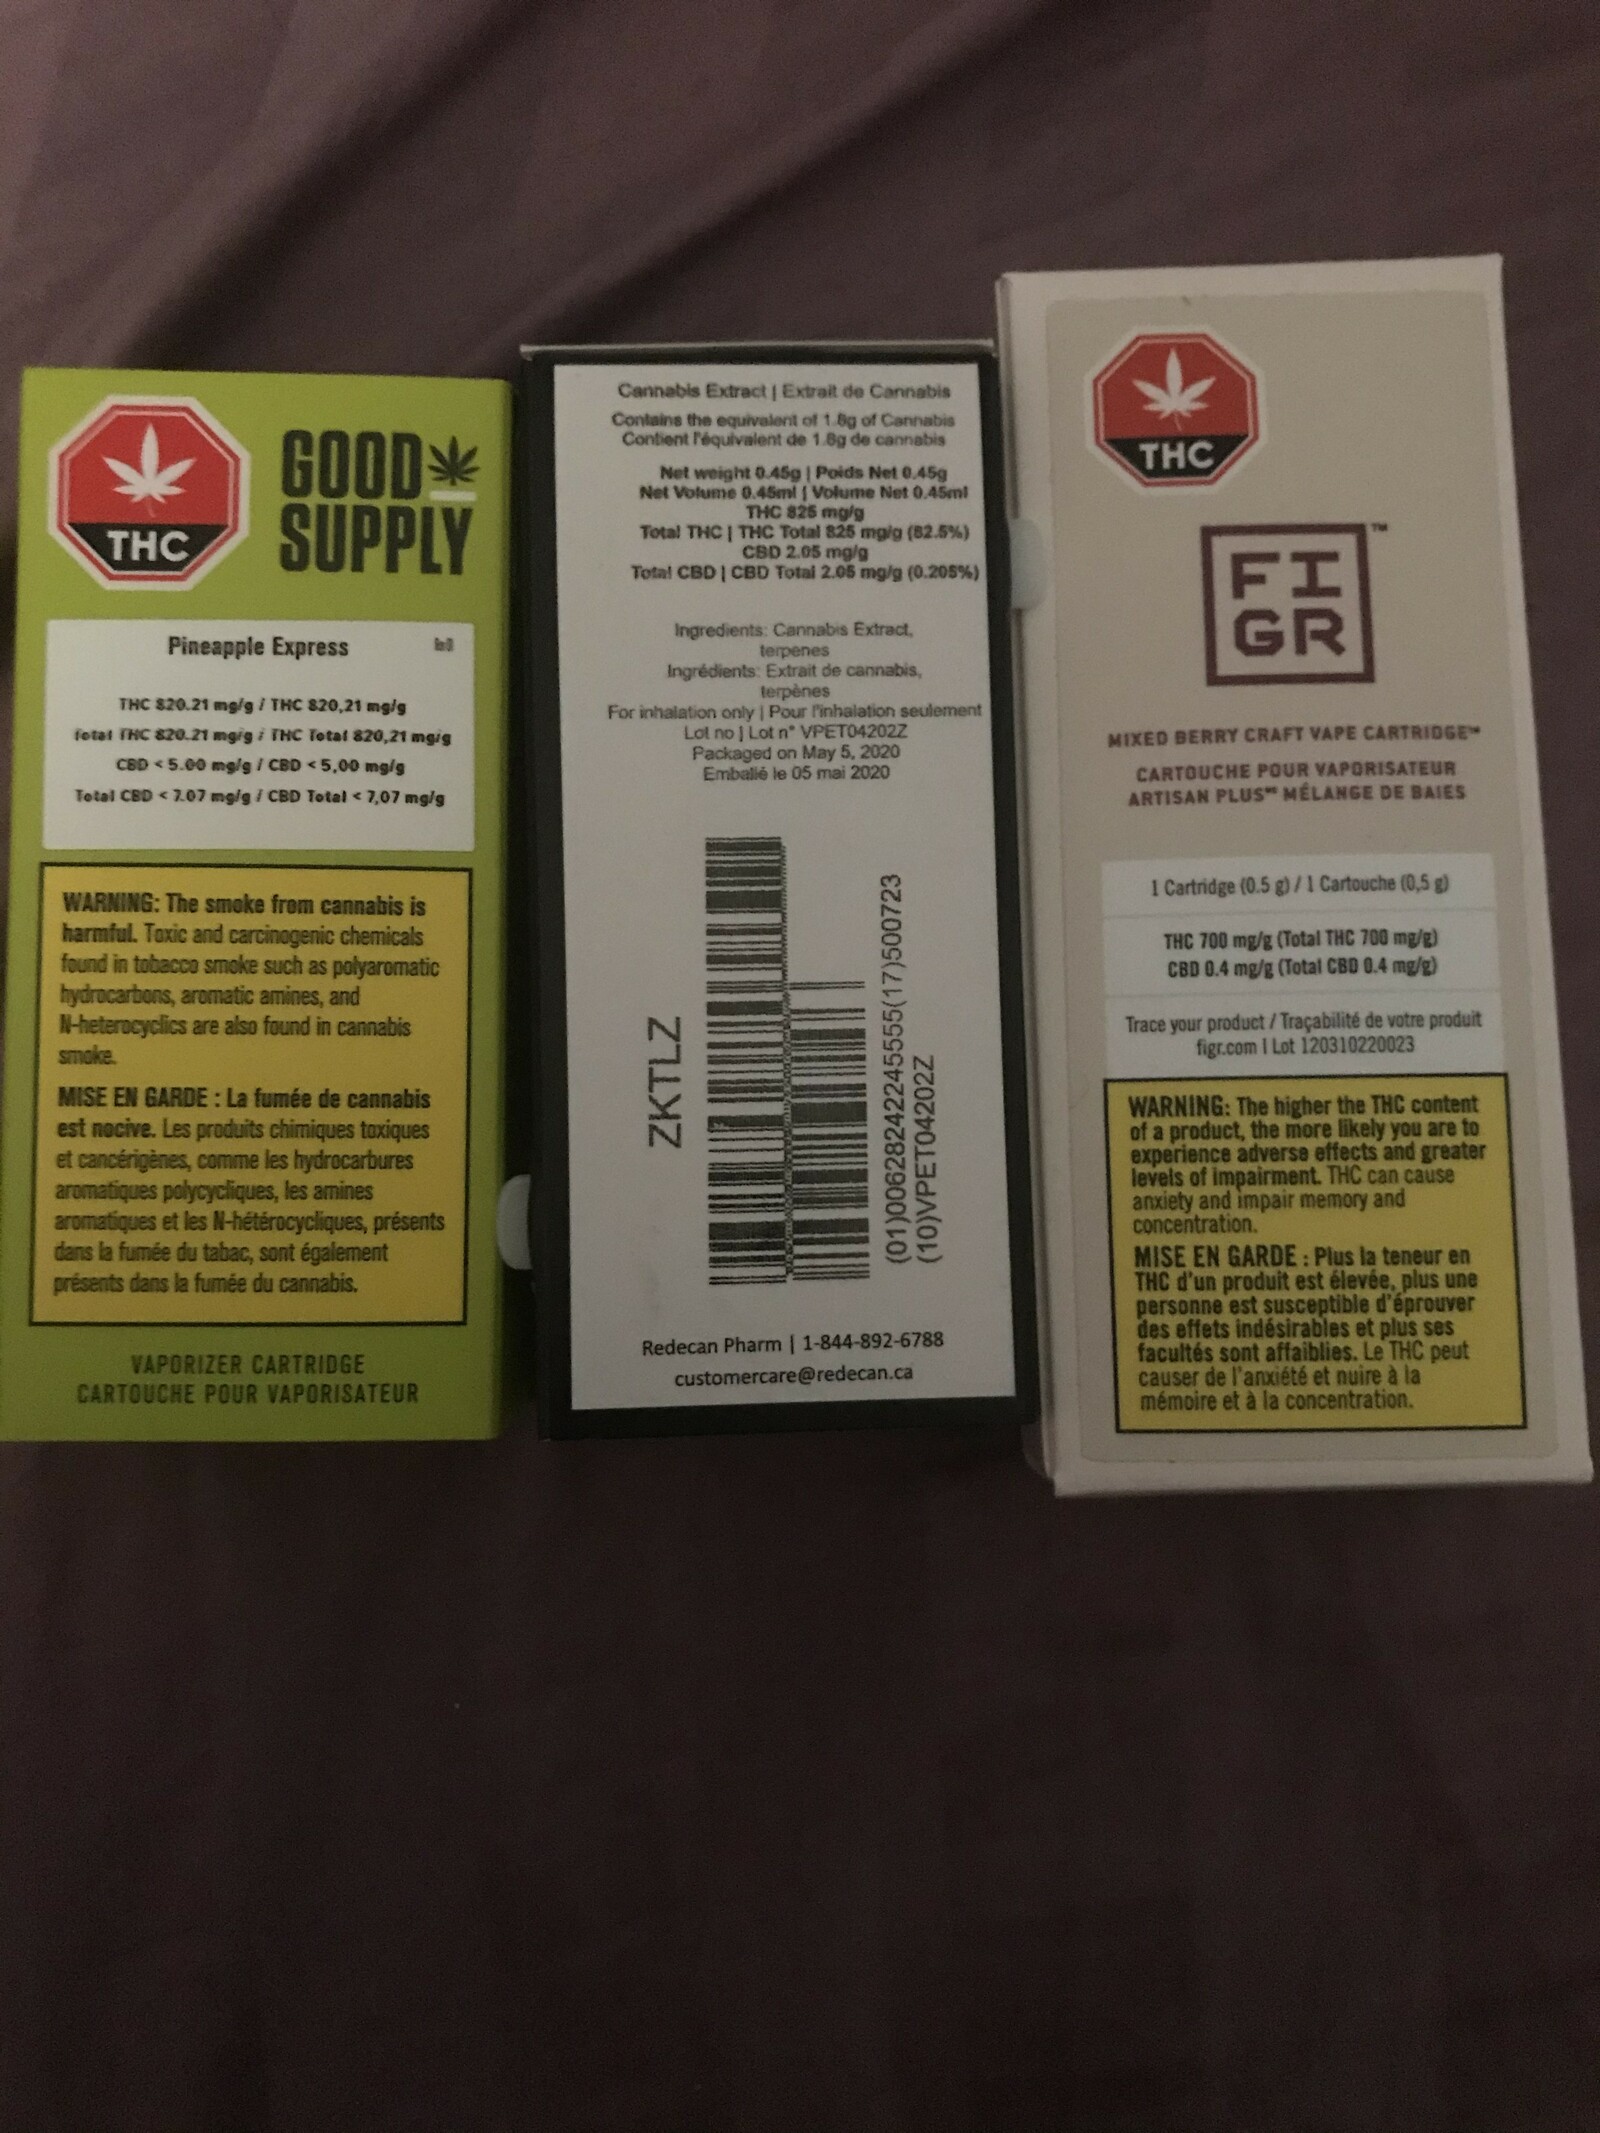 THC
GOOD
SUPPLY
Pineapple Express
THC 820.21 mg/g / THC 820,21 mg/g
Total THC 820.21 mg/g / THC Total 820,21 mg/g
CBD < 5.00 mg/g / CBD < 5,00 mg/g
Total CBD < 7.07 mg/g / CBD Total < 7,07 mg/g
WARNING: The smoke from cannabis is
harmful. Toxic and carcinogenic chemicals
found in tobacco smoke such as polyaromatic
hydrocarbons, aromatic amines, and
N-heterocyclics are also found in cannabis
smoke.
MISE EN GARDE : La fumée de cannabis
est nocive. Les produits chimiques toxiques
et cancérigènes, comme les hydrocarbures
aromatiques polycycliques, les amines
aromatiques et les N-hétérocycliques, présents
dans la fumée du tabac, sont également
présents dans la fumée du cannabis.
VAPORIZER CARTRIDGE
CARTOUCHE POUR VAPORISATEUR
Cannabis Extract | Extrait de Cannabis
Contains the equivalent of 1.8g of Cannabis
Contient l'équivalent de 1.8g de cannabis
Net weight 0.45g | Poids Net 0.45g
Net Volume 0.45ml | Volume Net 0.45ml
THC 825 mg/g
Total THC | THC Total 825 mg/g (82.5%)
CBD 2.05 mg/g
Total CBD | CBD Total 2.05 mg/g (0.205%)
Ingredients: Cannabis Extract,
terpenes
Ingrédients: Extrait de cannabis,
terpènes
For inhalation only | Pour l'inhalation seulement
Lot no | Lot n° VPET04202Z
Packaged on May 5, 2020
Emballé le 05 mai 2020
ZKTLZ
(01)00628242245555(17)500723
(10)VPET04202Z
Redecan Pharm | 1-844-892-6788
customercare@redecan.ca
THC
FI
GR
™
MIXED BERRY CRAFT VAPE CARTRIDGE™
CARTOUCHE POUR VAPORISATEUR
ARTISAN PLUS MÉLANGE DE BAIES
1 Cartridge (0.5 g) / 1 Cartouche (0,5 g)
THC 700 mg/g (Total THC 700 mg/g)
CBD 0.4 mg/g (Total CBD 0.4 mg/g)
Trace your product / Traçabilité de votre produit
figr.com | Lot 120310220023
WARNING: The higher the THC content
of a product, the more likely you are to
experience adverse effects and greater
levels of impairment. THC can cause
anxiety and impair memory and
concentration.
MISE EN GARDE : Plus la teneur en
THC d'un produit est élevée, plus une
personne est susceptible d'éprouver
des effets indésirables et plus ses
facultés sont affaiblies. Le THC peut
causer de l'anxiété et nuire à la
mémoire et à la concentration.